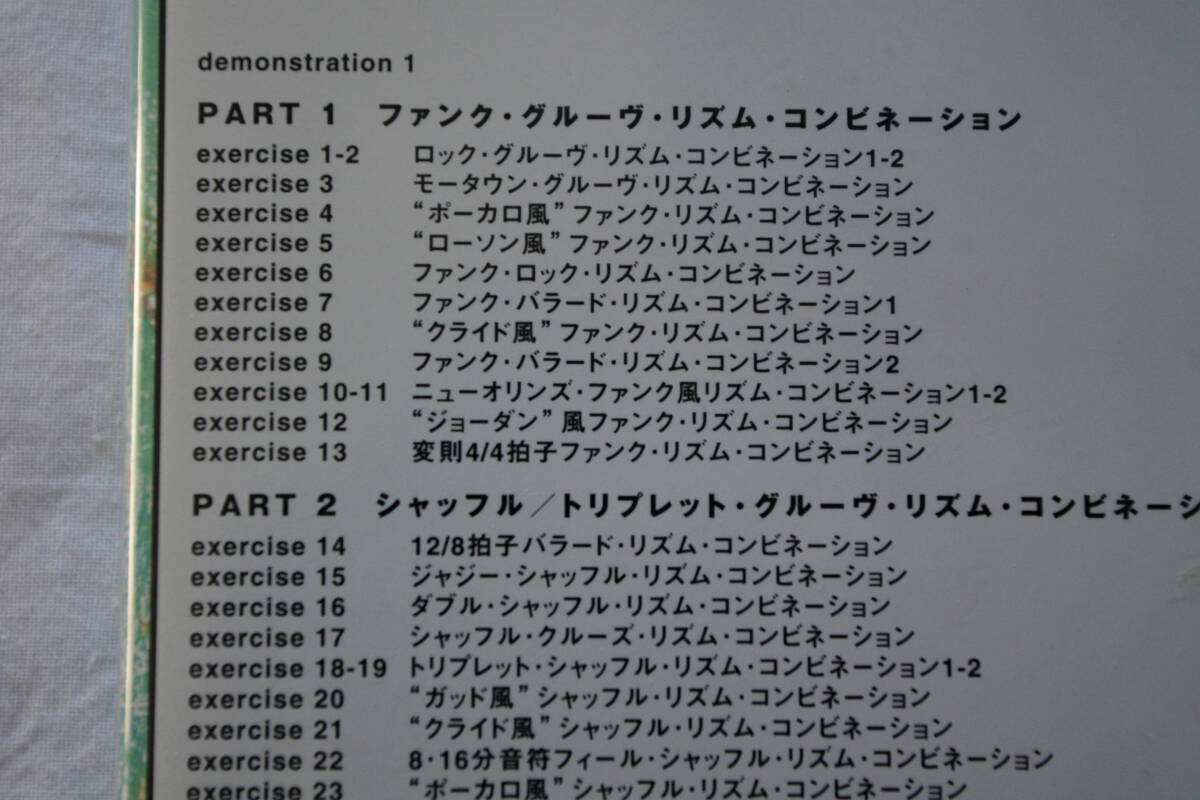 demonstration 1
PART 1 ファンク・グルーヴ・リズム・コンビネーション
exercise 1-2 ロック・グルーヴ・リズム・コンビネーション1-2
exercise 3 モータウン・グルーヴ・リズム・コンビネーション
exercise 4 “ポーカロ風”ファンク・リズム・コンビネーション
exercise 5 “ローソン風”ファンク・リズム・コンビネーション
exercise 6 ファンク・ロック・リズム・コンビネーション
exercise 7 ファンク・バラード・リズム・コンビネーション1
exercise 8 “クライド風”ファンク・リズム・コンビネーション
exercise 9 ファンク・バラード・リズム・コンビネーション2
exercise 10-11 ニューオリンズ・ファンク風リズム・コンビネーション1-2
exercise 12 “ジョーダン”風ファンク・リズム・コンビネーション
exercise 13 変則4/4拍子ファンク・リズム・コンビネーション
PART 2 シャッフル／トリプレット・グルーヴ・リズム・コンビネーシ
exercise 14 12/8拍子バラード・リズム・コンビネーション
exercise 15 ジャジー・シャッフル・リズム・コンビネーション
exercise 16 ダブル・シャッフル・リズム・コンビネーション
exercise 17 シャッフル・クルーズ・リズム・コンビネーション
exercise 18-19 トリプレット・シャッフル・リズム・コンビネーション1-2
exercise 20 “ガッド風”シャッフル・リズム・コンビネーション
exercise 21 “クライド風”シャッフル・リズム・コンビネーション
exercise 22 8・16分音符フィール・シャッフル・リズム・コンビネーション
exercise 23 “ポーカロ風”シャッフル・リズム・コンビネーション